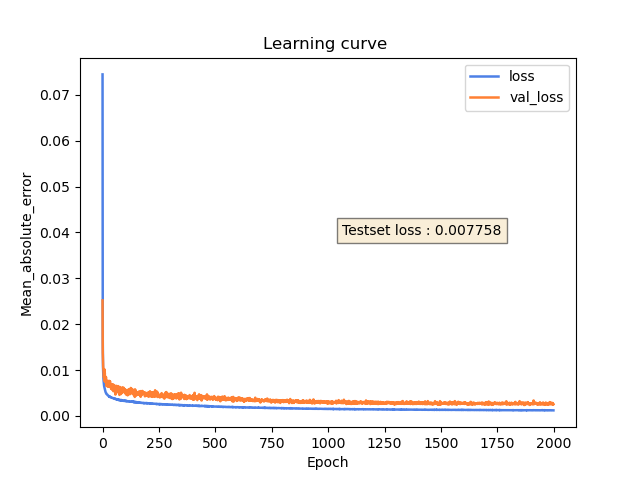 Learning curve
loss
val_loss
Testset loss : 0.007758
Mean_absolute_error
0.07
0.06
0.05
0.04
0.03
0.02
0.01
0.00
0 250 500 750 1000 1250 1500 1750 2000
Epoch